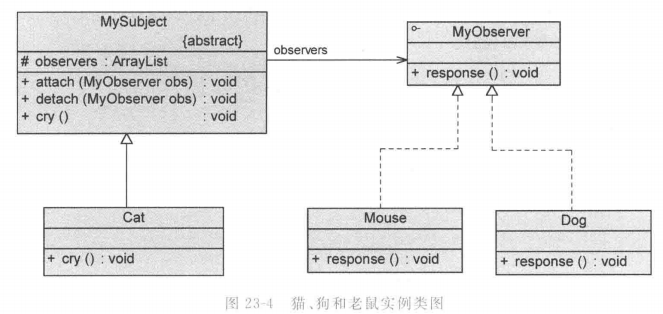 MySubject
{abstract}
# observers : ArrayList
+ attach (MyObserver obs) : void
+ detach (MyObserver obs) : void
+ cry () : void
observers
MyObserver
+ response () : void
Cat
+ cry () : void
Mouse
+ response () : void
Dog
+ response () : void
图 23-4 猫、狗和老鼠实例类图